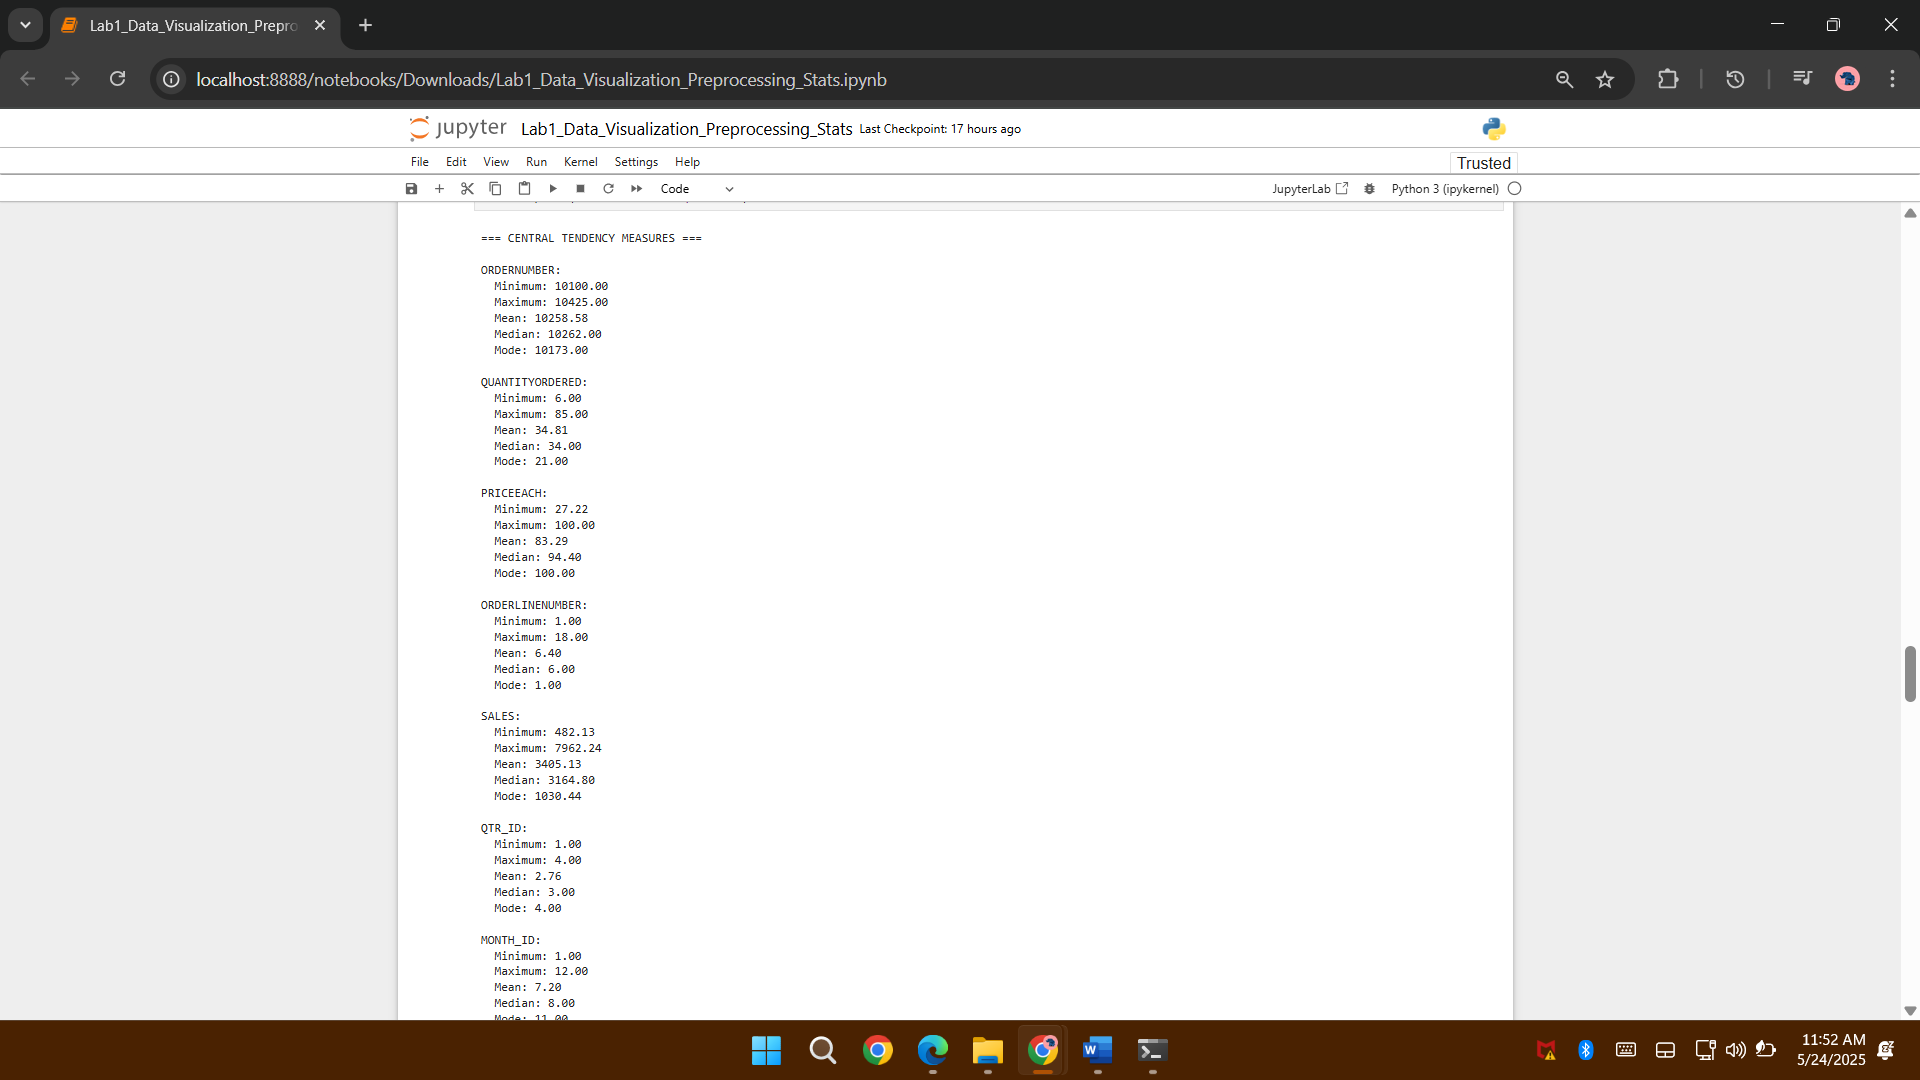 Lab1_Data_Visualization_Prepro
localhost:8888/notebooks/Downloads/Lab1_Data_Visualization_Preprocessing_Stats.ipynb
jupyter Lab1_Data_Visualization_Preprocessing_Stats Last Checkpoint: 17 hours ago
File Edit View Run Kernel Settings Help
Trusted
Code
JupyterLab
Python 3 (ipykernel)
=== CENTRAL TENDENCY MEASURES ===
ORDERNUMBER:
Minimum: 10100.00
Maximum: 10425.00
Mean: 10258.58
Median: 10262.00
Mode: 10173.00
QUANTITYORDERED:
Minimum: 6.00
Maximum: 85.00
Mean: 34.81
Median: 34.00
Mode: 21.00
PRICEEACH:
Minimum: 27.22
Maximum: 100.00
Mean: 83.29
Median: 94.40
Mode: 100.00
ORDERLINENUMBER:
Minimum: 1.00
Maximum: 18.00
Mean: 6.40
Median: 6.00
Mode: 1.00
SALES:
Minimum: 482.13
Maximum: 7962.24
Mean: 3405.13
Median: 3164.80
Mode: 1030.44
QTR_ID:
Minimum: 1.00
Maximum: 4.00
Mean: 2.76
Median: 3.00
Mode: 4.00
MONTH_ID:
Minimum: 1.00
Maximum: 12.00
Mean: 7.20
Median: 8.00
Mode: 11.00
11:52 AM
5/24/2025